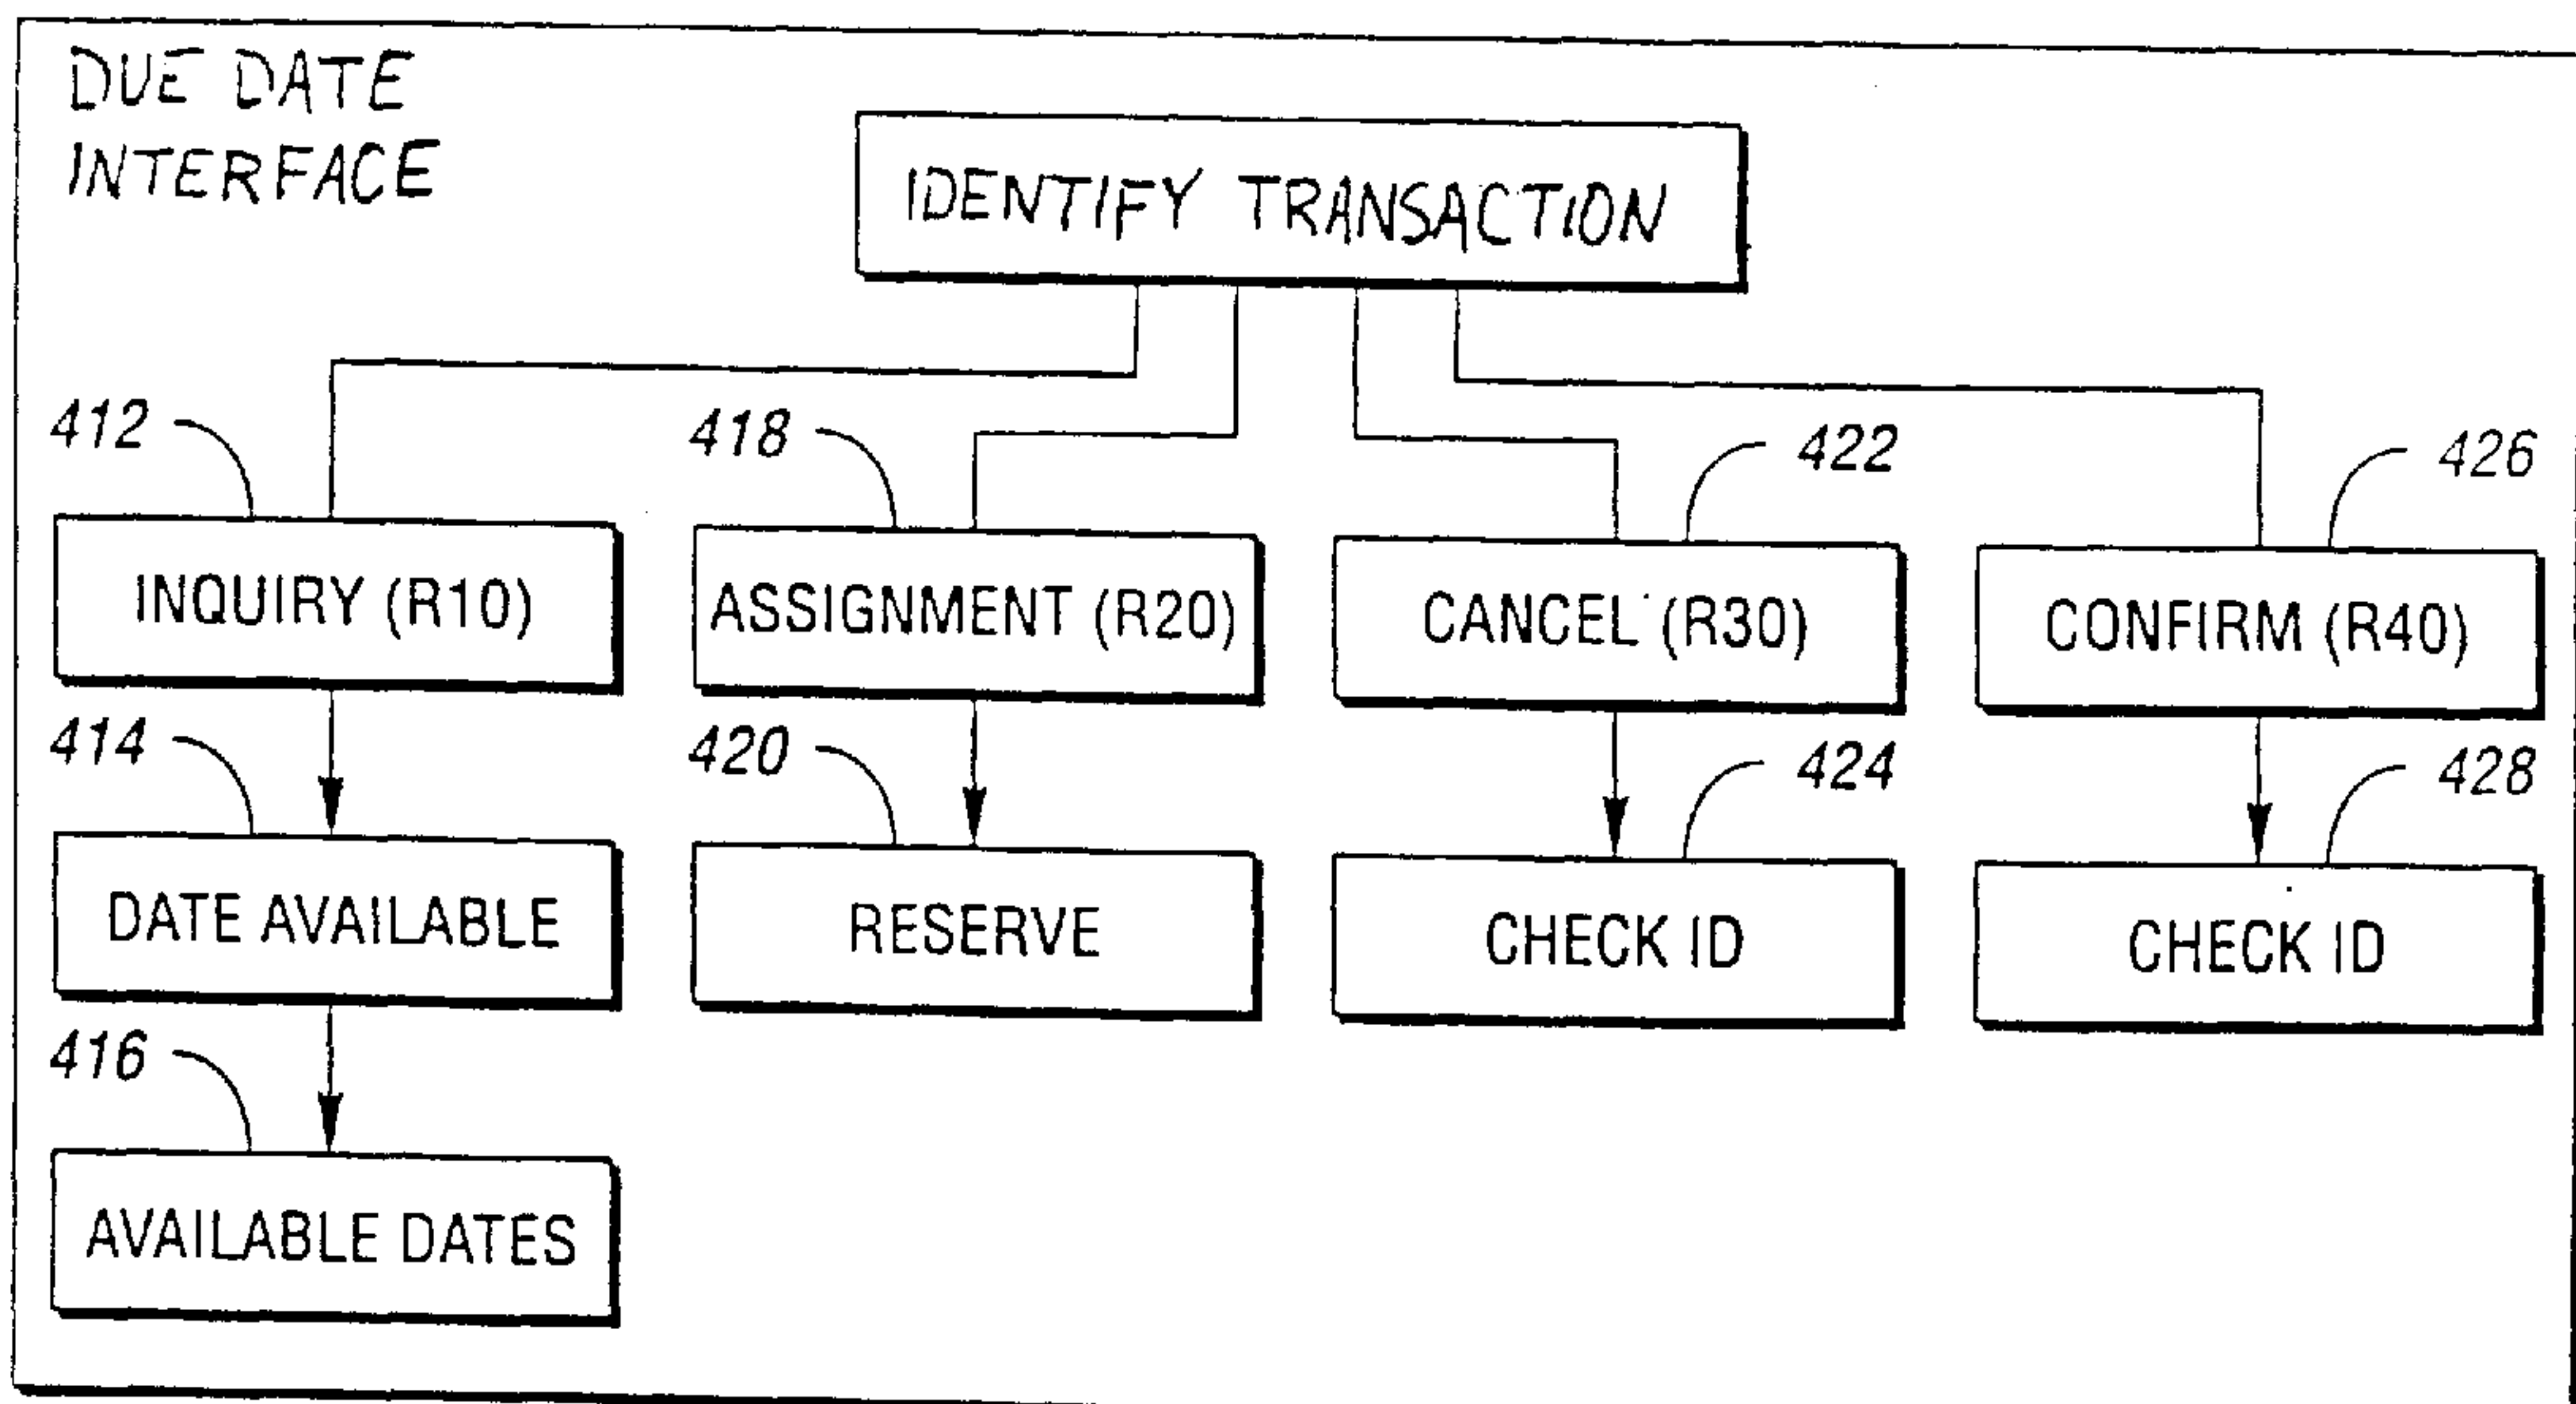 DUE DATE
INTERFACE
IDENTIFY TRANSACTION
412
418
422
426
INQUIRY (R10)
ASSIGNMENT (R20)
CANCEL (R30)
CONFIRM (R40)
414
420
424
428
DATE AVAILABLE
RESERVE
CHECK ID
CHECK ID
416
AVAILABLE DATES